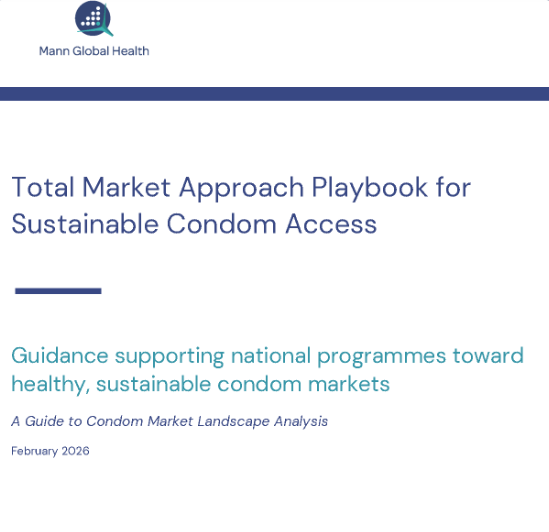 Mann Global Health
Total Market Approach Playbook for
Sustainable Condom Access
Guidance supporting national programmes toward
healthy, sustainable condom markets
A Guide to Condom Market Landscape Analysis
February 2026